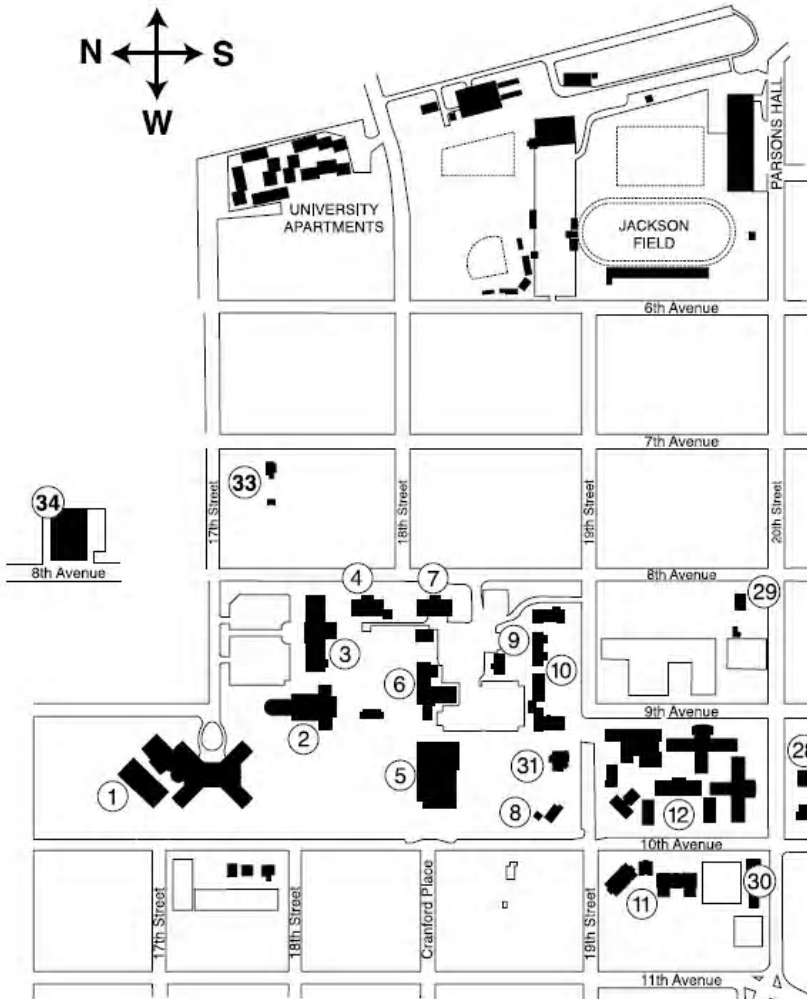 N S
W
PARSONS HALL
UNIVERSITY
APARTMENTS
JACKSON
FIELD
6th Avenue
7th Avenue
33
34
17th Street
18th Street
19th Street
20th Street
8th Avenue
8th Avenue
4
7
29
3
9
10
6
9th Avenue
2
5
31
28
1
8
12
10th Avenue
17th Street
18th Street
Cranford Place
19th Street
11
30
11th Avenue